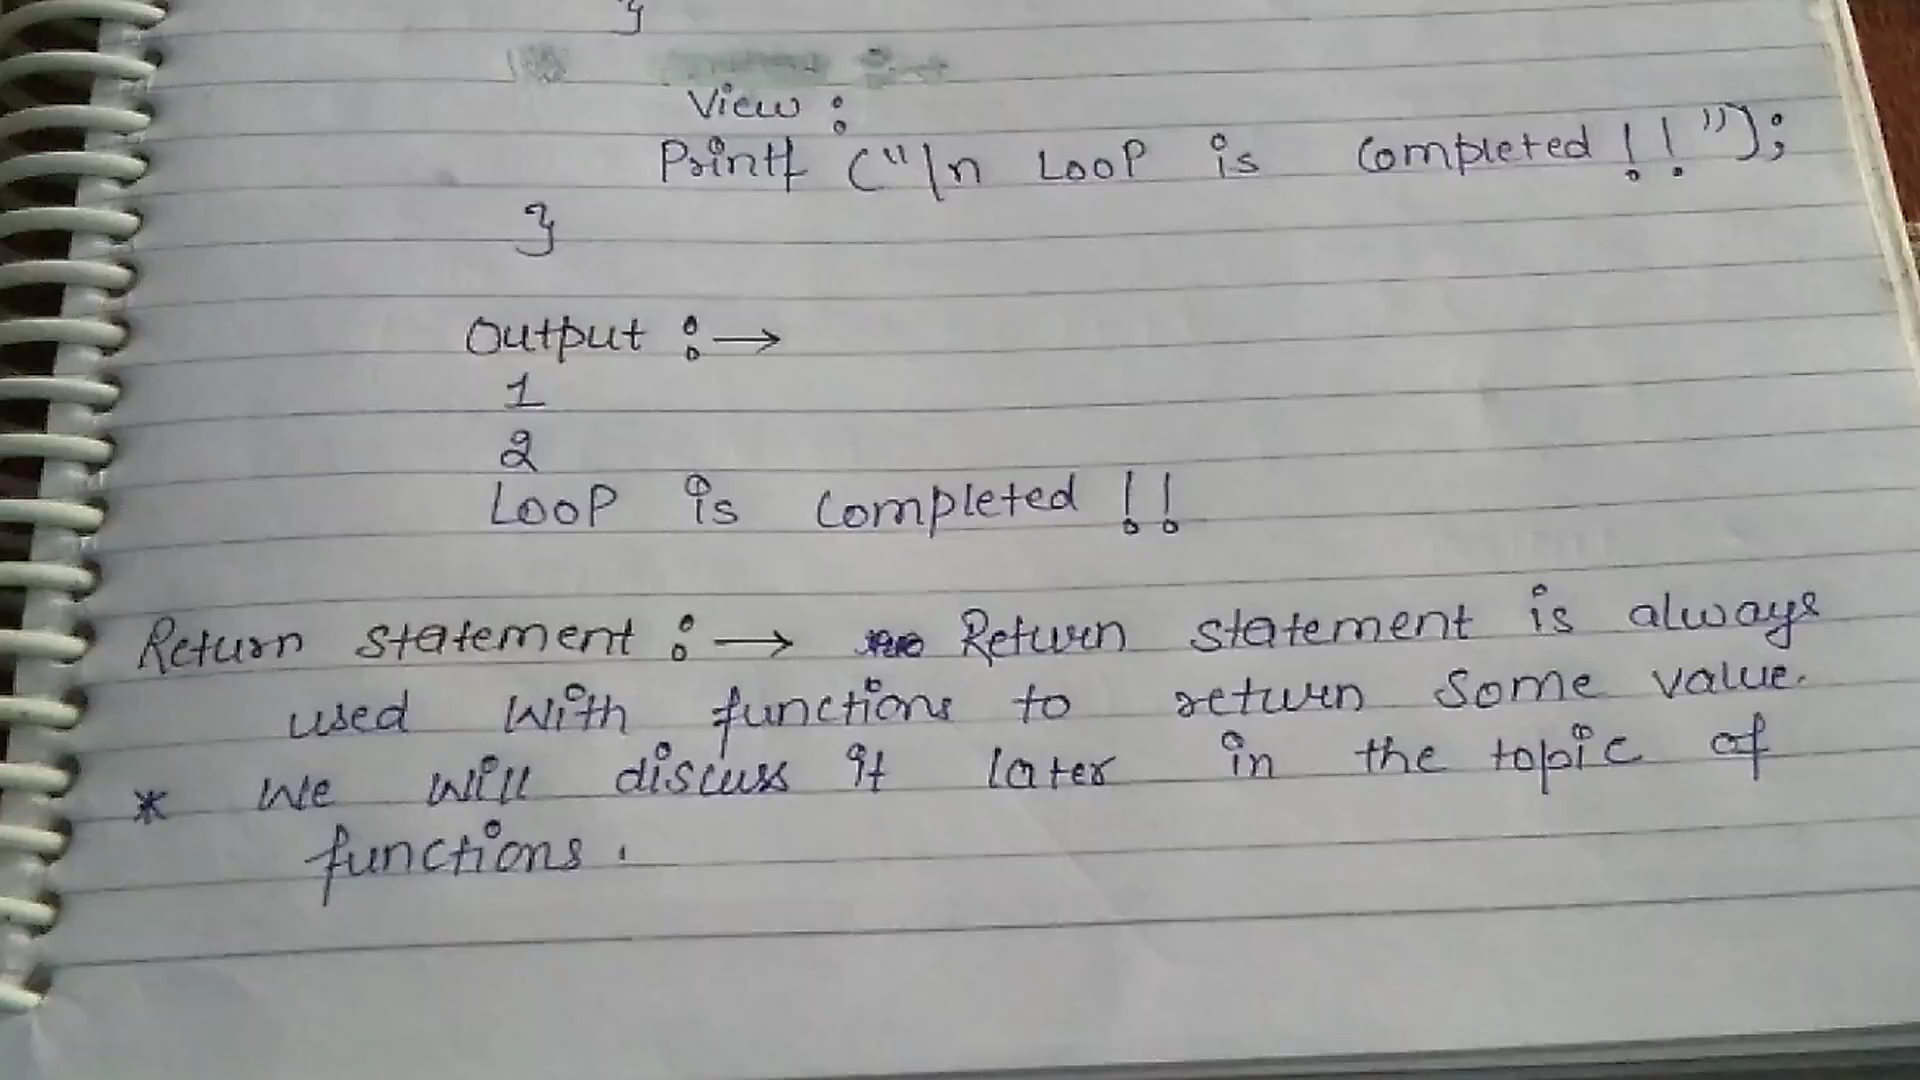 }
View :
Printf ("\n Loop is completed !!");
}
Output :→
1
2
Loop is completed !!
Return statement :→ Return statement is always
used with functions to return some value.
* We will discuss it later in the topic of
functions.